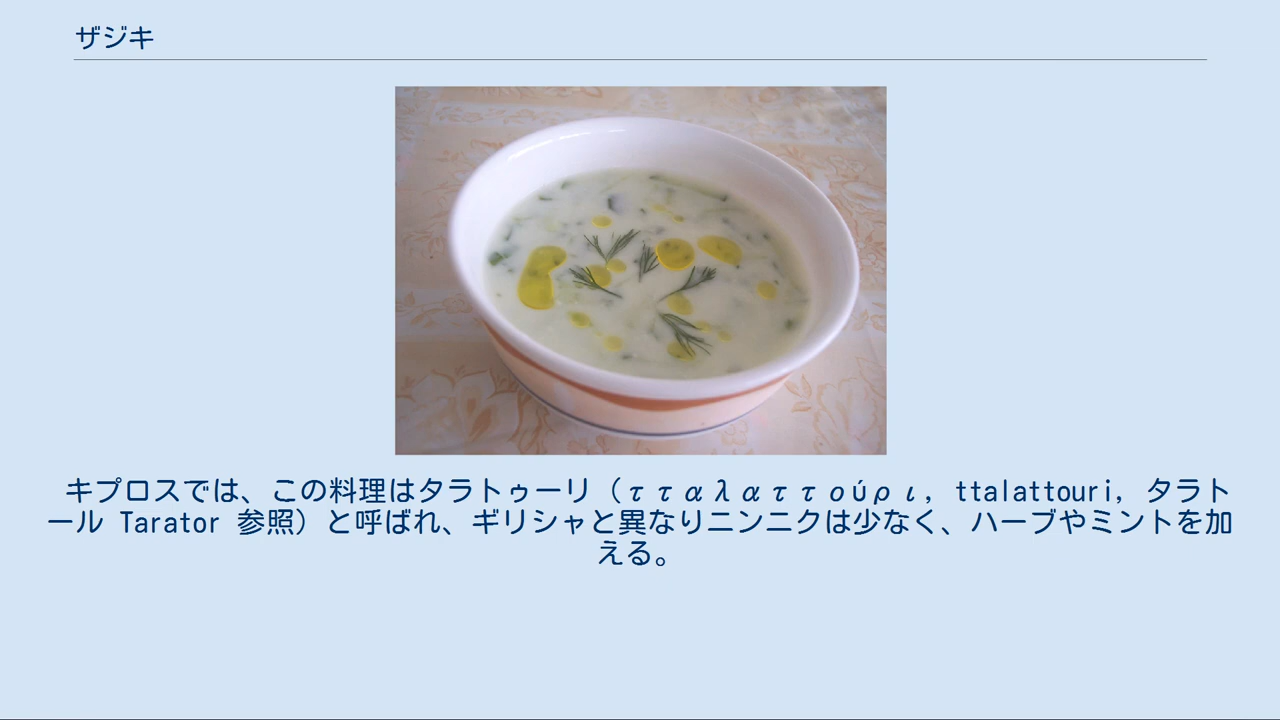 ザジキ
キプロスでは、この料理はタラトゥーリ（τταλαττούρι, ttalattouri, タラト
ール Tarator 参照）と呼ばれ、ギリシャと異なりニンニクは少なく、ハーブやミントを加
える。